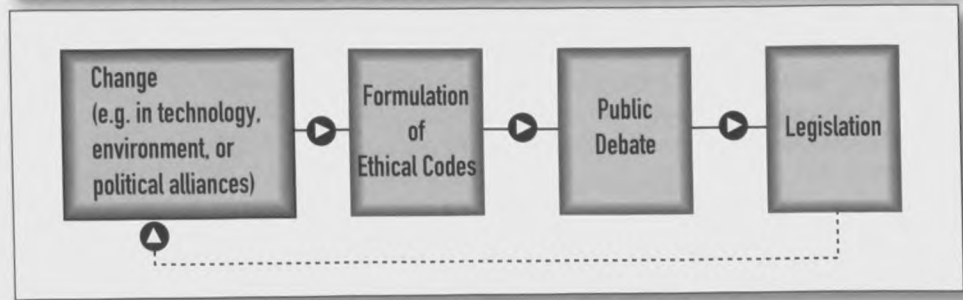 Change
(e.g. in technology,
environment, or
political alliances)
Formulation
of
Ethical Codes
Public
Debate
Legislation